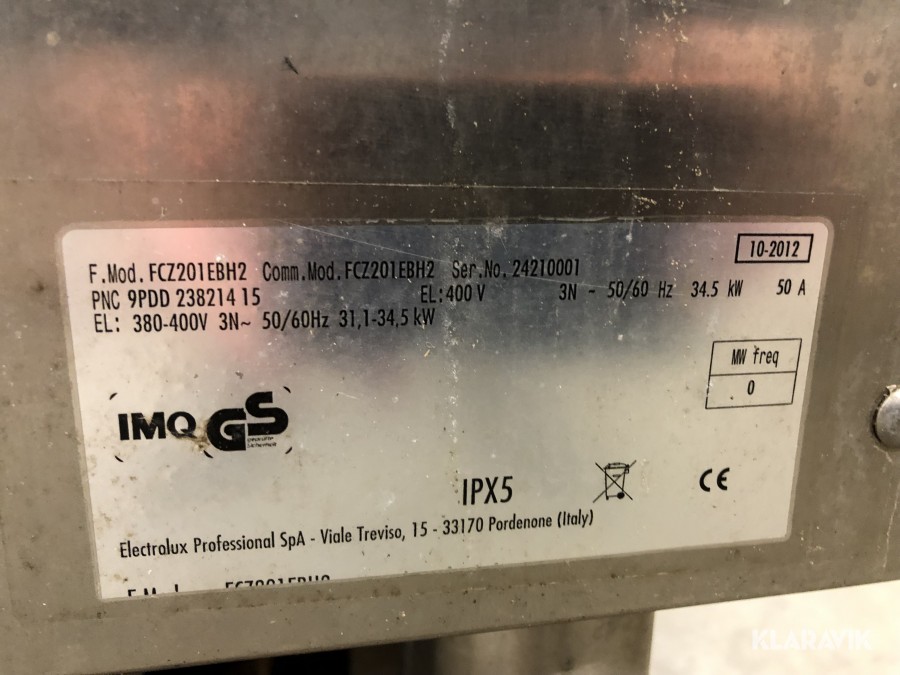 10-2012
F.Mod. FCZ201EBH2 Comm.Mod. FCZ201EBH2 Ser.No. 24210001
PNC 9PDD 238214 15 EL:400 V 3N ~ 50/60 Hz 34.5 kW 50 A
EL: 380-400V 3N~ 50/60Hz 31,1-34,5 kW
MW freq
0
IMQ GS
IPX5
CE
Electrolux Professional SpA - Viale Treviso, 15 - 33170 Pordenone (Italy)
KLARAVIK